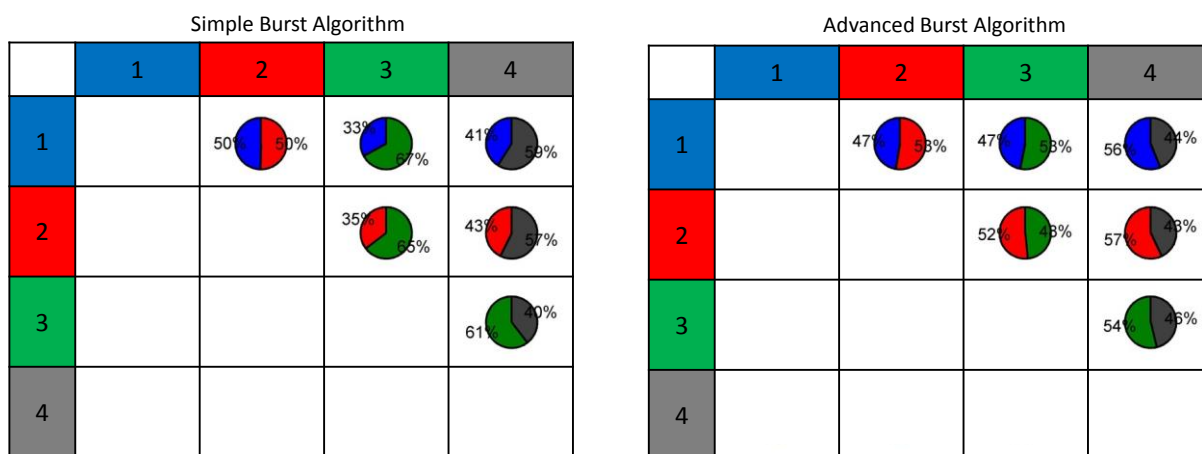 Simple Burst Algorithm
1 2 3 4
1 50% 50% 33% 67% 41% 59%
2 35% 65% 43% 57%
3 61% 40%
4
Advanced Burst Algorithm
1 2 3 4
1 47% 53% 47% 53% 56% 44%
2 52% 48% 57% 43%
3 54% 46%
4